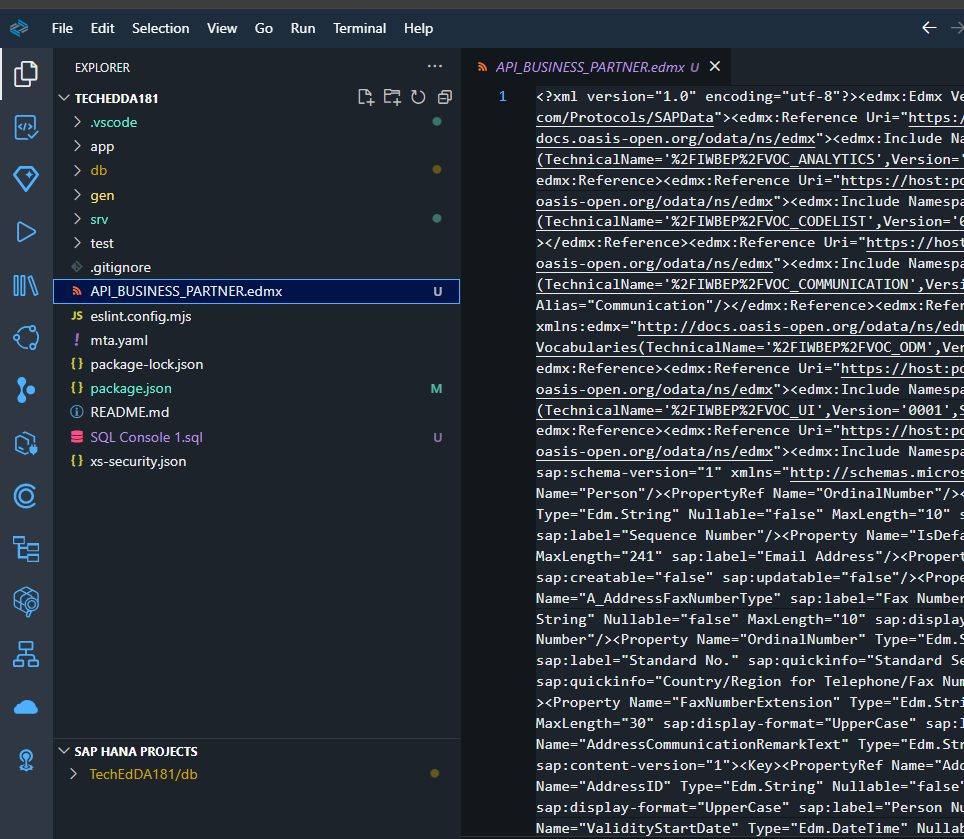 File Edit Selection View Go Run Terminal Help
EXPLORER
TECHEDDA181
.vscode
app
db
gen
srv
test
.gitignore
API_BUSINESS_PARTNER.edmx U
JS eslint.config.mjs
! mta.yaml
{} package-lock.json
{} package.json M
README.md
SQL Console 1.sql U
{} xs-security.json
SAP HANA PROJECTS
TechEdDA181/db
API_BUSINESS_PARTNER.edmx U
1 <?xml version="1.0" encoding="utf-8"?><edmx:Edmx Ve
com/Protocols/SAPData"><edmx:Reference Uri="https:/
docs.oasis-open.org/odata/ns/edmx"><edmx:Include Na
(TechnicalName='%2FIWBEP%2FVOC_ANALYTICS',Version='
edmx:Reference><edmx:Reference Uri="https://host:po
oasis-open.org/odata/ns/edmx"><edmx:Include Namespa
(TechnicalName='%2FIWBEP%2FVOC_CODELIST',Version='0
></edmx:Reference><edmx:Reference Uri="https://host
oasis-open.org/odata/ns/edmx"><edmx:Include Namespac
(TechnicalName='%2FIWBEP%2FVOC_COMMUNICATION',Versi
Alias="Communication"/></edmx:Reference><edmx:Refer
xmlns:edmx="http://docs.oasis-open.org/odata/ns/edm
Vocabularies(TechnicalName='%2FIWBEP%2FVOC_ODM',Ver
edmx:Reference><edmx:Reference Uri="https://host:po
oasis-open.org/odata/ns/edmx"><edmx:Include Namespa
(TechnicalName='%2FIWBEP%2FVOC_UI',Version='0001',S
edmx:Reference><edmx:Reference Uri="https://host:po
oasis-open.org/odata/ns/edmx"><edmx:Include Namespa
sap:schema-version="1" xmlns="http://schemas.micros
Name="Person"/><PropertyRef Name="OrdinalNumber"/><
Type="Edm.String" Nullable="false" MaxLength="10" s
sap:label="Sequence Number"/><Property Name="IsDefa
MaxLength="241" sap:label="Email Address"/><Propert
sap:creatable="false" sap:updatable="false"/><Prope
Name="A_AddressFaxNumberType" sap:label="Fax Number
String" Nullable="false" MaxLength="10" sap:display
Number"/><Property Name="OrdinalNumber" Type="Edm.S
sap:label="Standard No." sap:quickinfo="Standard Se
sap:quickinfo="Country/Region for Telephone/Fax Num
><Property Name="FaxNumberExtension" Type="Edm.Stri
MaxLength="30" sap:display-format="UpperCase" sap:l
Name="AddressCommunicationRemarkText" Type="Edm.Str
sap:content-version="1"><Key><PropertyRef Name="Add
Name="AddressID" Type="Edm.String" Nullable="false"
sap:display-format="UpperCase" sap:label="Person Nu
Name="ValidityStartDate" Type="Edm.DateTime" Nullab